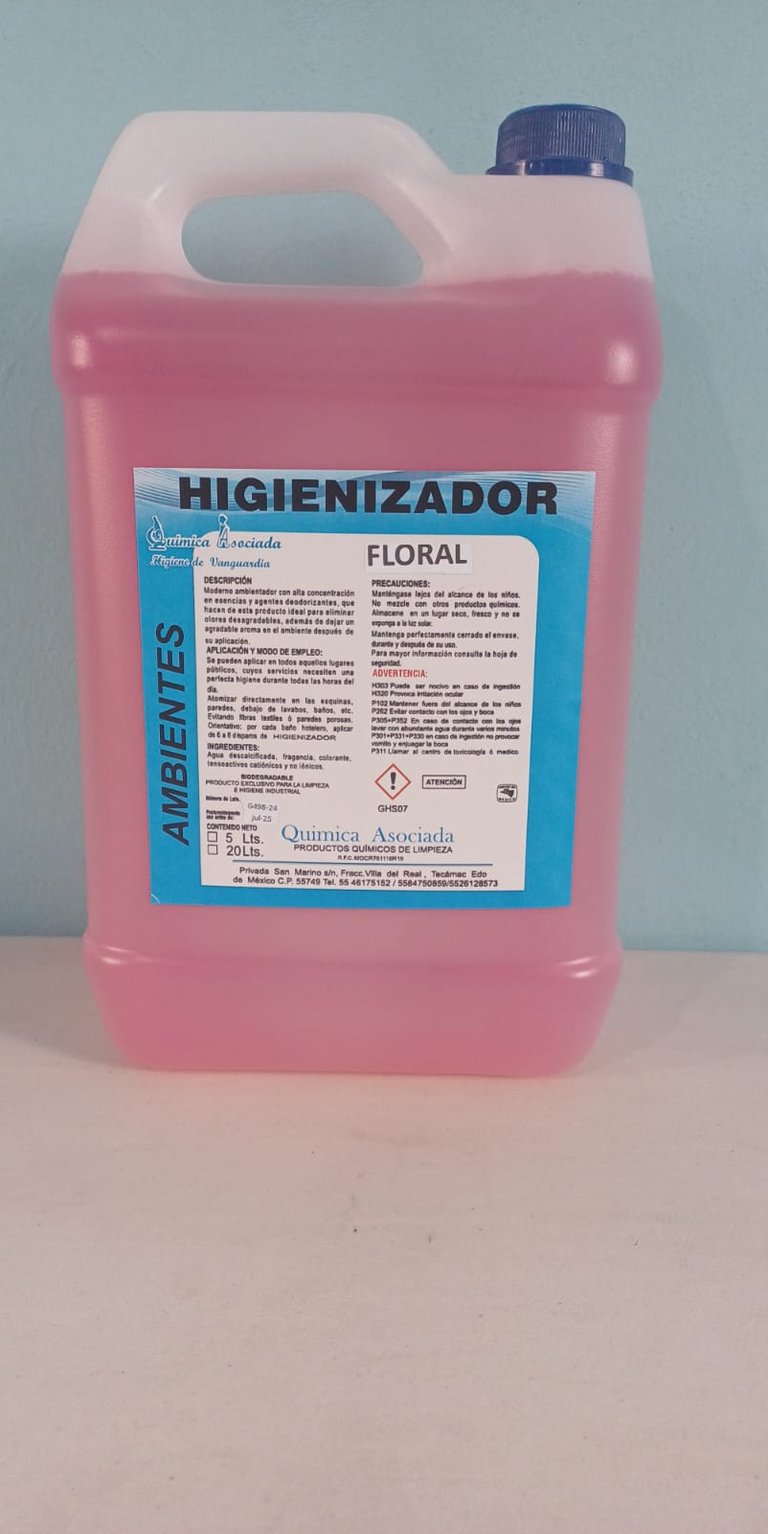 HIGIENIZADOR
Quimica Asociada
Higiene de Vanguardia
AMBIENTES
FLORAL
DESCRIPCIÓN
Moderno ambientador con alta concentración
en esencias y agentes deodorizantes, que
hacen de este producto ideal para eliminar
olores desagradables, además de dejar un
agradable aroma en el ambiente después de
su aplicación.
APLICACIÓN Y MODO DE EMPLEO:
Se pueden aplicar en todos aquellos lugares
públicos, cuyos servicios necesiten una
perfecta higiene durante todas las horas del
día.
Atomizar directamente en las esquinas,
paredes, debajo de lavabos, baños, etc.
Evitando fibras textiles ó paredes porosas.
Orientativo: por cada baño hotelero, aplicar
de 6 a 8 disparos de HIGIENIZADOR
INGREDIENTES:
Agua descalcificada, fragancia, colorante,
tensoactivos catiónicos y no iónicos.
BIODEGRADABLE
PRODUCTO EXCLUSIVO PARA LA LIMPIEZA
E HIGIENE INDUSTRIAL
Número de Lote. G498-24
Preferentemente
uso antes de: jul-25
CONTENIDO NETO
5 Lts.
20 Lts.
PRECAUCIONES:
Manténgase lejos del alcance de los niños.
No mezcle con otros productos químicos.
Almacene en un lugar seco, fresco y no se
exponga a la luz solar.
Mantenga perfectamente cerrado el envase,
durante y después de su uso.
Para mayor información consulte la hoja de
seguridad.
ADVERTENCIA:
H303 Puede ser nocivo en caso de ingestión
H320 Provoca irritación ocular
P102 Mantener fuera del alcance de los niños
P262 Evitar contacto con los ojos y boca
P305+P352 En caso de contacto con los ojos
lavar con abundante agua durante varios minutos
P301+P331+P330 en caso de ingestión no provocar
vomito y enjuagar la boca
P311 Llamar al centro de toxicología ó medico
ATENCIÓN
GHS07
Quimica Asociada
PRODUCTOS QUÍMICOS DE LIMPIEZA
Privada San Marino s/n, Fracc. Villa del Real, Tecámac Edo
de México C.P. 55749 Tel. 55 46175152 / 5584750859/5526128573